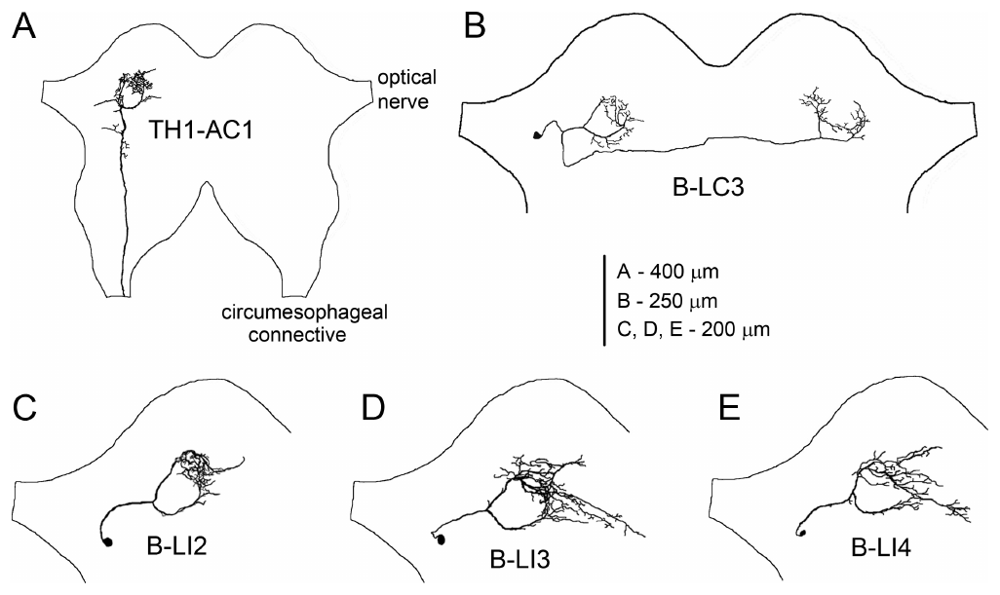 A
optical
nerve
TH1-AC1
circumesophageal
connective
B
B-LC3
A - 400 μm
B - 250 μm
C, D, E - 200 μm
C
B-LI2
D
B-LI3
E
B-LI4